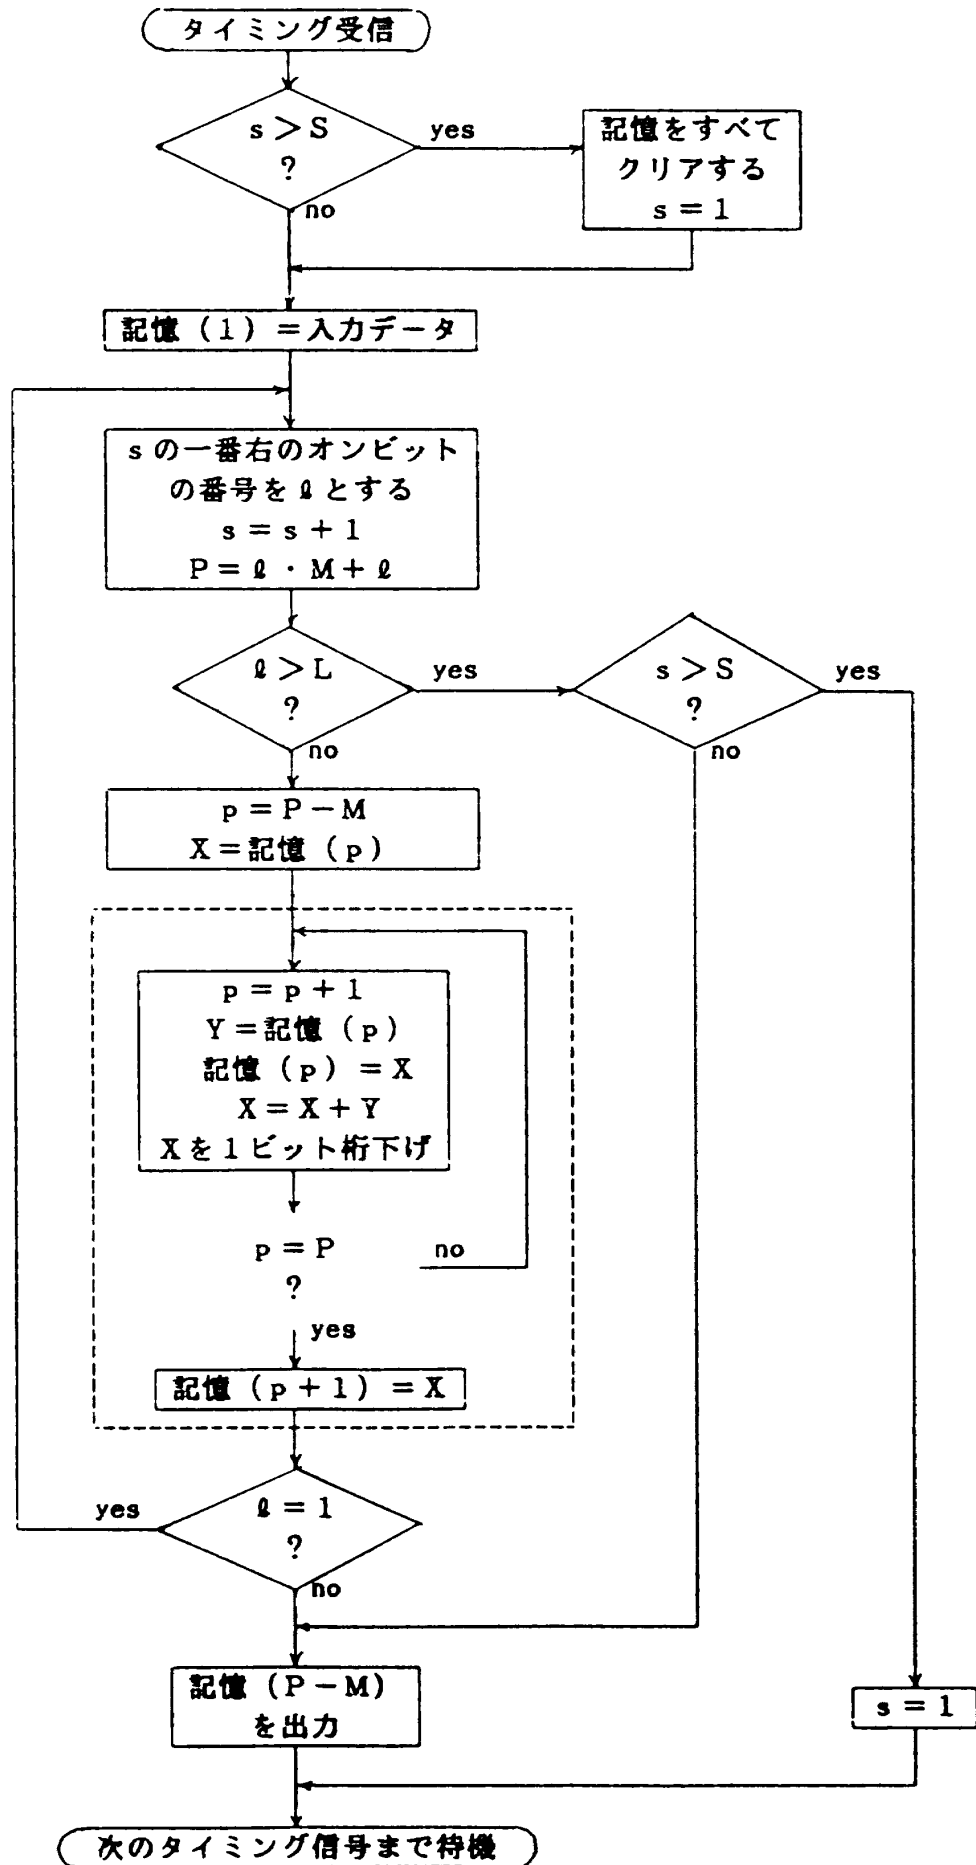 タイミング受信
s＞S
?
yes
no
記憶をすべて
クリアする
s＝1
記憶（1）＝入力データ
sの一番右のオンビット
の番号をℓとする
s＝s＋1
P＝ℓ・M＋ℓ
ℓ＞L
?
yes
no
s＞S
?
yes
no
p＝P－M
X＝記憶（p）
p＝p＋1
Y＝記憶（p）
記憶（p）＝X
X＝X＋Y
Xを1ビット桁下げ
p＝P
?
no
yes
記憶（p＋1）＝X
ℓ＝1
?
yes
no
記憶（P－M）
を出力
s＝1
次のタイミング信号まで待機